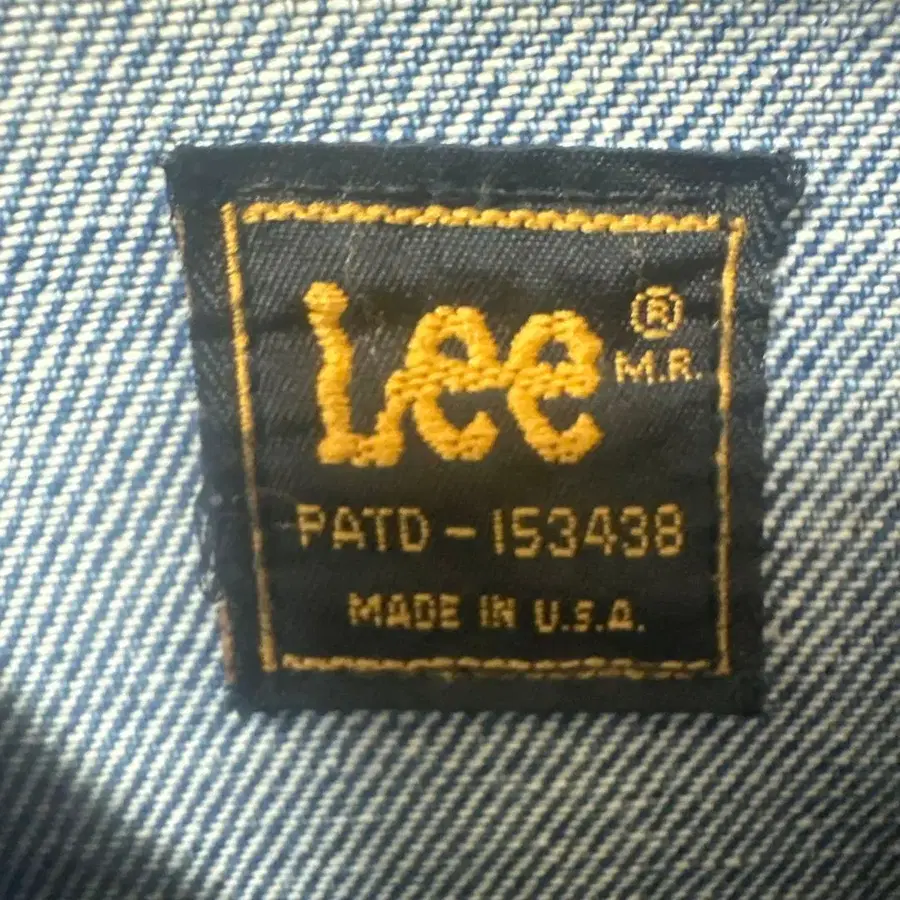 Lee ®
M.R.
PATD - 153438
MADE IN U.S.A.